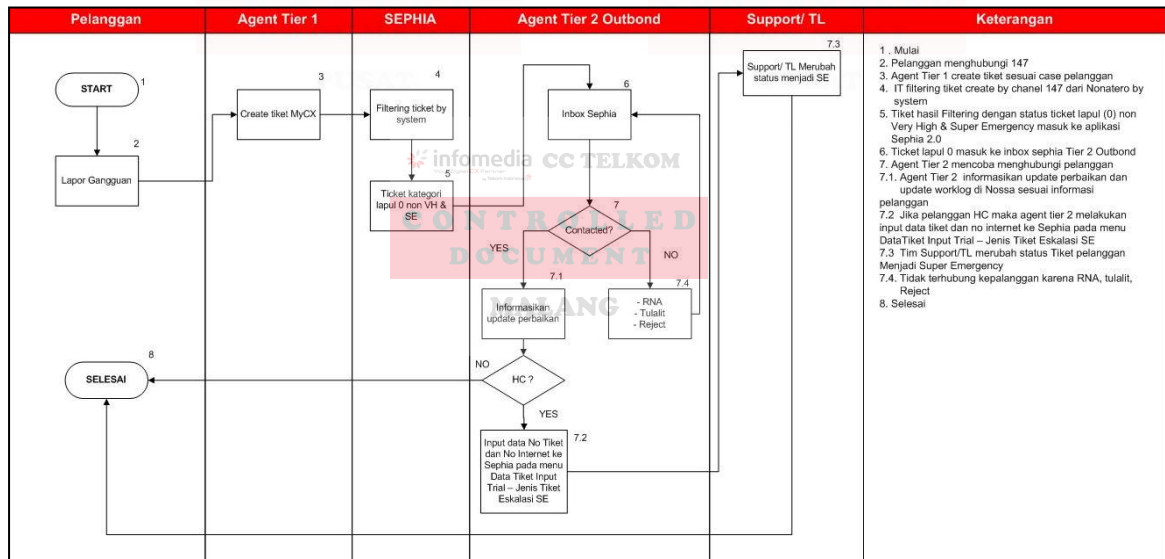 Pelanggan
Agent Tier 1
SEPHIA
Agent Tier 2 Outbond
Support/ TL
Keterangan
1
START
2
Lapor Gangguan
3
Create tiket MyCX
4
Filtering ticket by
system
5
Ticket kategori
lapul 0 non VH &
SE
6
Inbox Sephia
7
Contacted?
YES
NO
7.1
Informasikan
update perbaikan
7.4
- RNA
- Tulalit
- Reject
HC ?
NO
YES
7.2
Input data No Tiket
dan No Internet ke
Sephia pada menu
Data Tiket Input
Trial – Jenis Tiket
Eskalasi SE
7.3
Support/ TL Merubah
status menjadi SE
8
SELESAI
infomedia CC TELKOM
CONTROLLED
DOCUMENT
MALANG
1 . Mulai
2. Pelanggan menghubungi 147
3. Agent Tier 1 create tiket sesuai case pelanggan
4. IT filtering tiket create by chanel 147 dari Nonatero by
system
5. Tiket hasil Filtering dengan status ticket lapul (0) non
Very High & Super Emergency masuk ke aplikasi
Sephia 2.0
6. Ticket lapul 0 masuk ke inbox sephia Tier 2 Outbond
7. Agent Tier 2 mencoba menghubungi pelanggan
7.1. Agent Tier 2 informasikan update perbaikan dan
update worklog di Nossa sesuai informasi
pelanggan
7.2 Jika pelanggan HC maka agent tier 2 melakukan
input data tiket dan no internet ke Sephia pada menu
DataTiket Input Trial – Jenis Tiket Eskalasi SE
7.3 Tim Support/TL merubah status Tiket pelanggan
Menjadi Super Emergency
7.4. Tidak terhubung kepalanggan karena RNA, tulalit,
Reject
8. Selesai